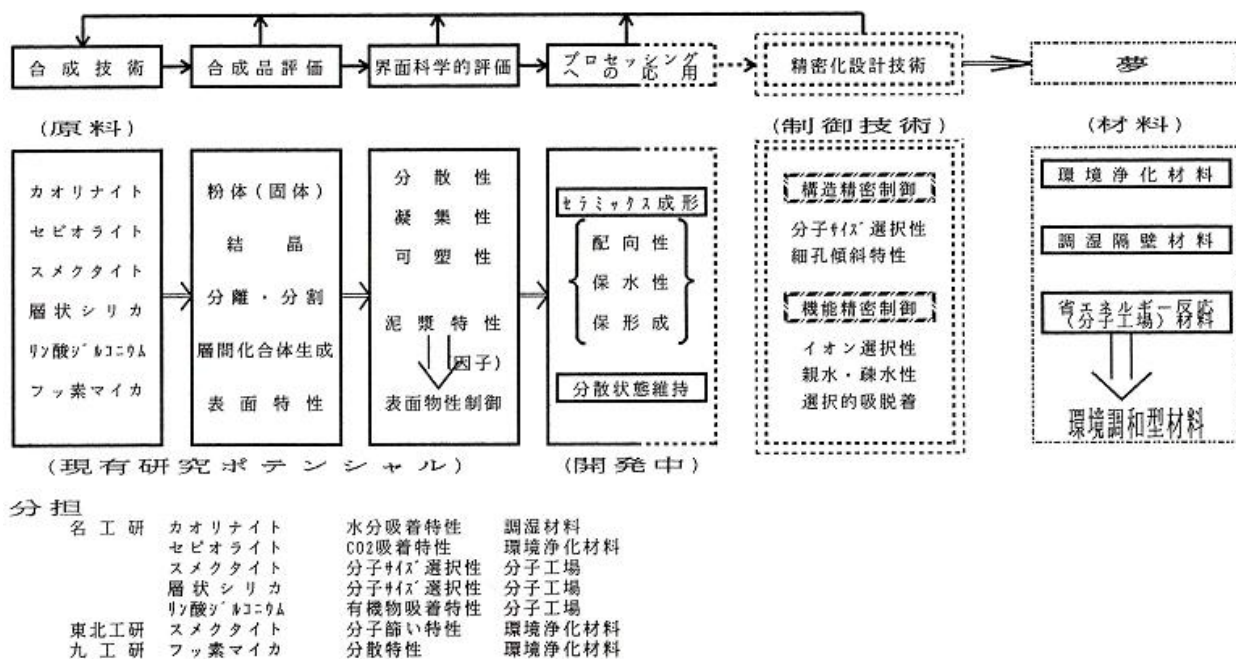 合成技術
合成品評価
界面科学的評価
プロセッシング
への応用
精密化設計技術
夢
(原料)
(制御技術)
(材料)
カオリナイト
セピオライト
スメクタイト
層状シリカ
リン酸ジルコニウム
フッ素マイカ
粉体(固体)
結晶
分離・分割
層間化合体生成
表面特性
分散性
凝集性
可塑性
泥漿特性
(因子)
表面物性制御
セラミックス成形
配向性
保水性
保形成
分散状態維持
構造精密制御
分子サイズ選択性
細孔傾斜特性
機能精密制御
イオン選択性
親水・疎水性
選択的吸脱着
環境浄化材料
調湿隔壁材料
省エネルギー反応
(分子工場)材料
環境調和型材料
(現有研究ポテンシャル)
(開発中)
分担
名工研 カオリナイト 水分吸着特性 調湿材料
セピオライト CO2吸着特性 環境浄化材料
スメクタイト 分子サイズ選択性 分子工場
層状シリカ 分子サイズ選択性 分子工場
リン酸ジルコニウム 有機物吸着特性 分子工場
東北工研 スメクタイト 分子篩い特性 環境浄化材料
九工研 フッ素マイカ 分散特性 環境浄化材料